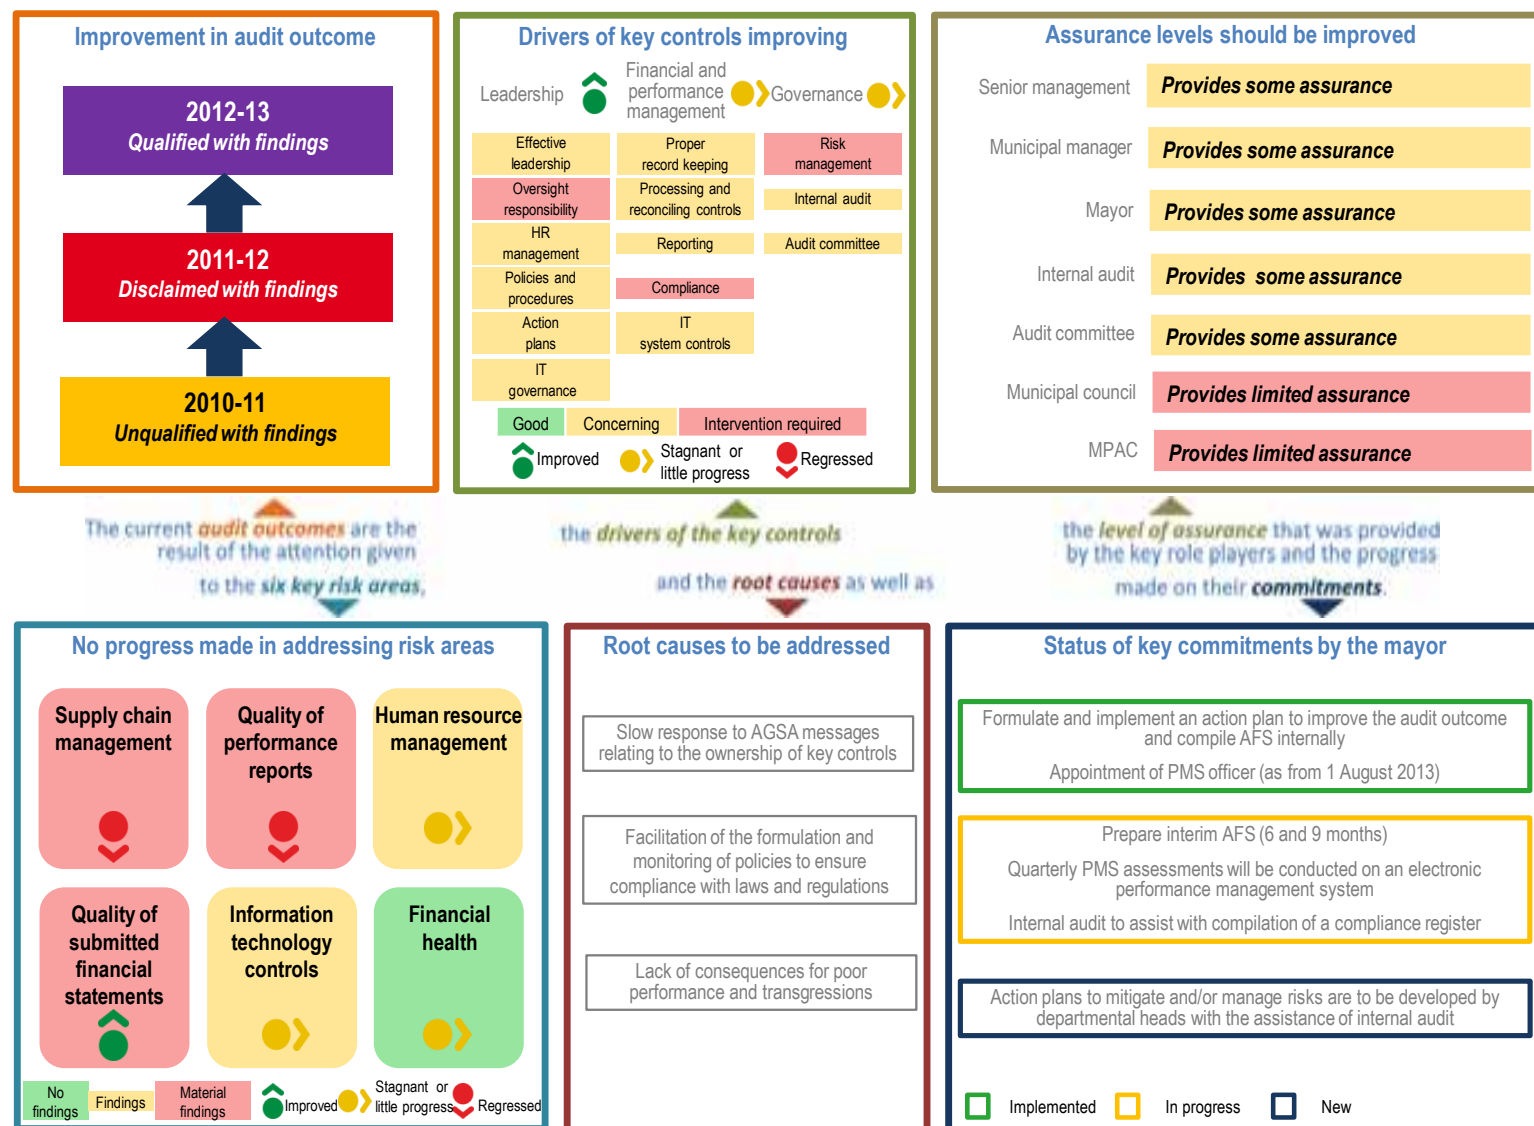 Improvement in audit outcome
2012-13
Qualified with findings
2011-12
Disclaimed with findings
2010-11
Unqualified with findings
Drivers of key controls improving
Leadership
Financial and
performance
management
Governance
Effective
leadership
Oversight
responsibility
HR
management
Policies and
procedures
Action
plans
IT
governance
Proper
record keeping
Processing and
reconciling controls
Reporting
Compliance
IT
system controls
Risk
management
Internal audit
Audit committee
Good
Concerning
Intervention required
Improved
Stagnant or
little progress
Regressed
Assurance levels should be improved
Senior management
Provides some assurance
Municipal manager
Provides some assurance
Mayor
Provides some assurance
Internal audit
Provides some assurance
Audit committee
Provides some assurance
Municipal council
Provides limited assurance
MPAC
Provides limited assurance
The current audit outcomes are the
result of the attention given
to the six key risk areas,
the drivers of the key controls
and the root causes as well as
the level of assurance that was provided
by the key role players and the progress
made on their commitments.
No progress made in addressing risk areas
Supply chain
management
Quality of
performance
reports
Human resource
management
Quality of
submitted
financial
statements
Information
technology
controls
Financial
health
No
findings
Findings
Material
findings
Improved
Stagnant or
little progress
Regressed
Root causes to be addressed
Slow response to AGSA messages
relating to the ownership of key controls
Facilitation of the formulation and
monitoring of policies to ensure
compliance with laws and regulations
Lack of consequences for poor
performance and transgressions
Status of key commitments by the mayor
Formulate and implement an action plan to improve the audit outcome
and compile AFS internally
Appointment of PMS officer (as from 1 August 2013)
Prepare interim AFS (6 and 9 months)
Quarterly PMS assessments will be conducted on an electronic
performance management system
Internal audit to assist with compilation of a compliance register
Action plans to mitigate and/or manage risks are to be developed by
departmental heads with the assistance of internal audit
Implemented
In progress
New